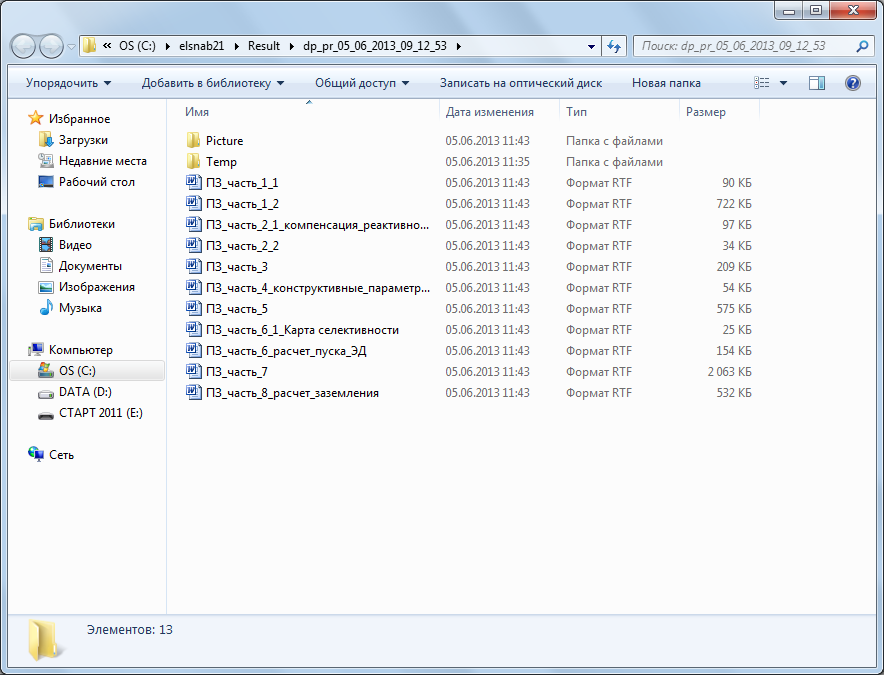 « OS (C:) ▸ elsnab21 ▸ Result ▸ dp_pr_05_06_2013_09_12_53 ▸
Поиск: dp_pr_05_06_2013_09_12_53
Упорядочить Добавить в библиотеку Общий доступ Записать на оптический диск Новая папка
Избранное
Загрузки
Недавние места
Рабочий стол
Библиотеки
Видео
Документы
Изображения
Музыка
Компьютер
OS (C:)
DATA (D:)
СТАРТ 2011 (E:)
Сеть
Имя Дата изменения Тип Размер
Picture 05.06.2013 11:43 Папка с файлами
Temp 05.06.2013 11:35 Папка с файлами
ПЗ_часть_1_1 05.06.2013 11:43 Формат RTF 90 КБ
ПЗ_часть_1_2 05.06.2013 11:43 Формат RTF 722 КБ
ПЗ_часть_2_1_компенсация_реактивно... 05.06.2013 11:43 Формат RTF 97 КБ
ПЗ_часть_2_2 05.06.2013 11:43 Формат RTF 34 КБ
ПЗ_часть_3 05.06.2013 11:43 Формат RTF 209 КБ
ПЗ_часть_4_конструктивные_параметр... 05.06.2013 11:43 Формат RTF 54 КБ
ПЗ_часть_5 05.06.2013 11:43 Формат RTF 575 КБ
ПЗ_часть_6_1_Карта селективности 05.06.2013 11:43 Формат RTF 25 КБ
ПЗ_часть_6_расчет_пуска_ЭД 05.06.2013 11:43 Формат RTF 154 КБ
ПЗ_часть_7 05.06.2013 11:43 Формат RTF 2 063 КБ
ПЗ_часть_8_расчет_заземления 05.06.2013 11:43 Формат RTF 532 КБ
Элементов: 13